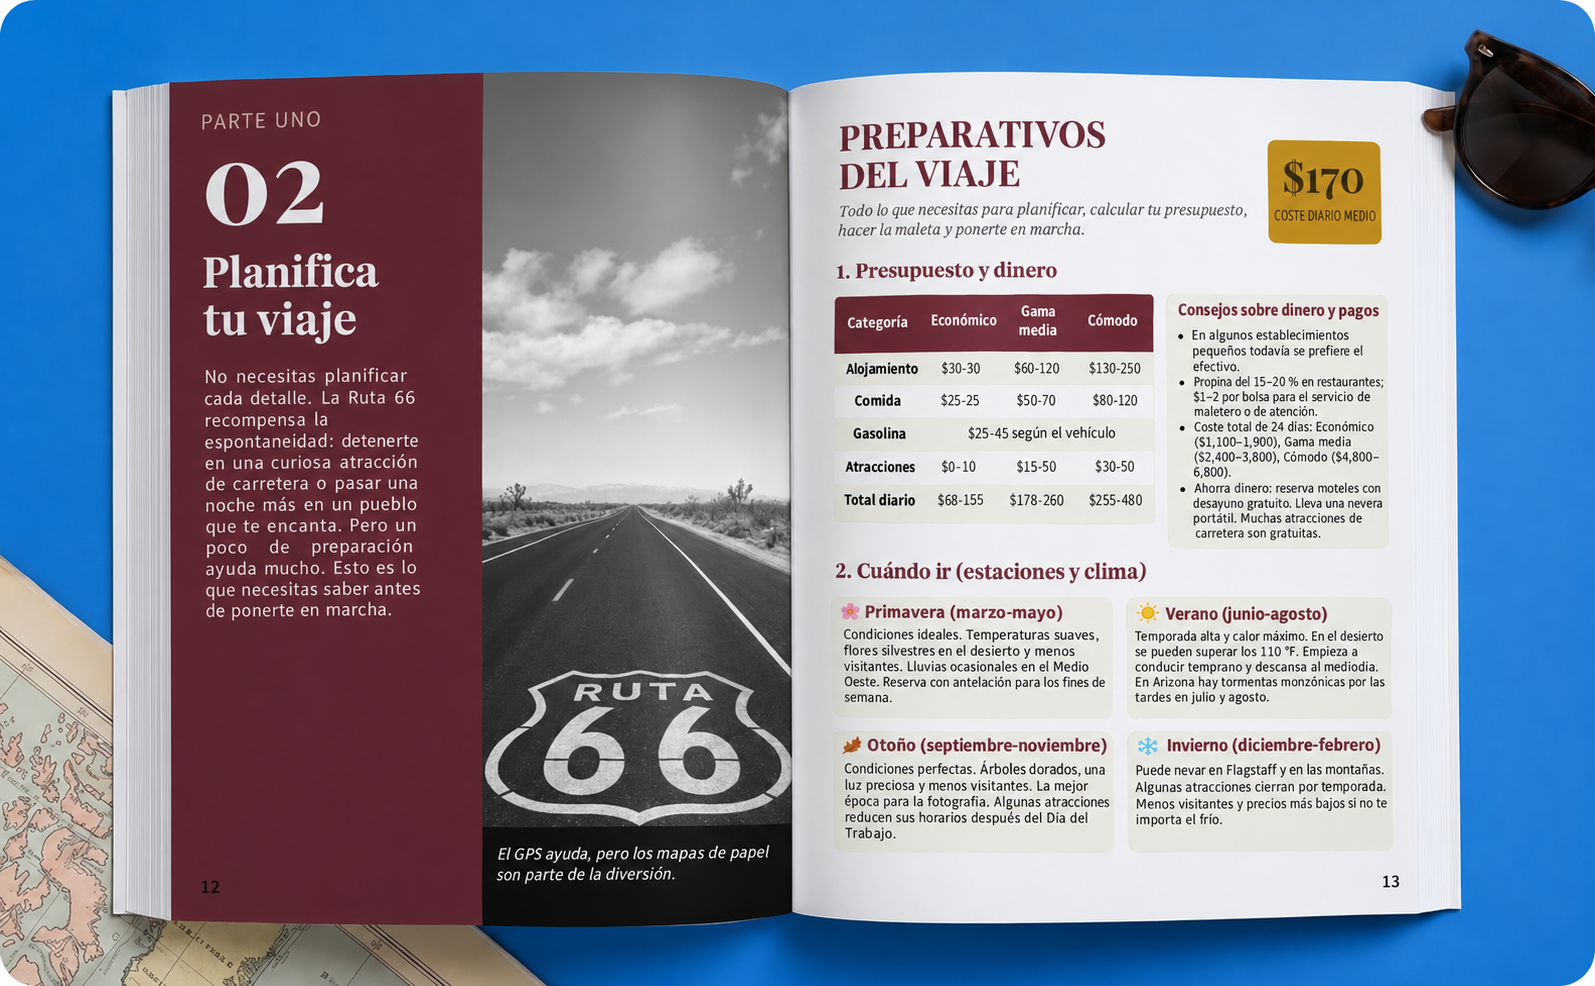 PARTE UNO
02
Planifica
tu viaje
No necesitas planificar
cada detalle. La Ruta 66
recompensa la
espontaneidad: detenerte
en una curiosa atracción
de carretera o pasar una
noche más en un pueblo
que te encanta. Pero un
poco de preparación
ayuda mucho. Esto es lo
que necesitas saber antes
de ponerte en marcha.
12
RUTA
66
El GPS ayuda, pero los mapas de papel
son parte de la diversión.
PREPARATIVOS
DEL VIAJE
Todo lo que necesitas para planificar, calcular tu presupuesto,
hacer la maleta y ponerte en marcha.
$170
COSTE DIARIO MEDIO
1. Presupuesto y dinero
Categoría Económico Gama media Cómodo
Alojamiento $30-30 $60-120 $130-250
Comida $25-25 $50-70 $80-120
Gasolina $25-45 según el vehículo
Atracciones $0-10 $15-50 $30-50
Total diario $68-155 $178-260 $255-480
Consejos sobre dinero y pagos
• En algunos establecimientos
pequeños todavía se prefiere el
efectivo.
• Propina del 15–20 % en restaurantes;
$1–2 por bolsa para el servicio de
maletero o de atención.
• Coste total de 24 días: Económico
($1,100–1,900), Gama media
($2,400–3,800), Cómodo ($4,800–
6,800).
• Ahorra dinero: reserva moteles con
desayuno gratuito. Lleva una nevera
portátil. Muchas atracciones de
carretera son gratuitas.
2. Cuándo ir (estaciones y clima)
Primavera (marzo-mayo)
Condiciones ideales. Temperaturas suaves,
flores silvestres en el desierto y menos
visitantes. Lluvias ocasionales en el Medio
Oeste. Reserva con antelación para los fines de
semana.
Verano (junio-agosto)
Temporada alta y calor máximo. En el desierto
se pueden superar los 110 °F. Empieza a
conducir temprano y descansa al mediodía.
En Arizona hay tormentas monzónicas por las
tardes en julio y agosto.
Otoño (septiembre-noviembre)
Condiciones perfectas. Árboles dorados, una
luz preciosa y menos visitantes. La mejor
época para la fotografía. Algunas atracciones
reducen sus horarios después del Día del
Trabajo.
Invierno (diciembre-febrero)
Puede nevar en Flagstaff y en las montañas.
Algunas atracciones cierran por temporada.
Menos visitantes y precios más bajos si no te
importa el frío.
13